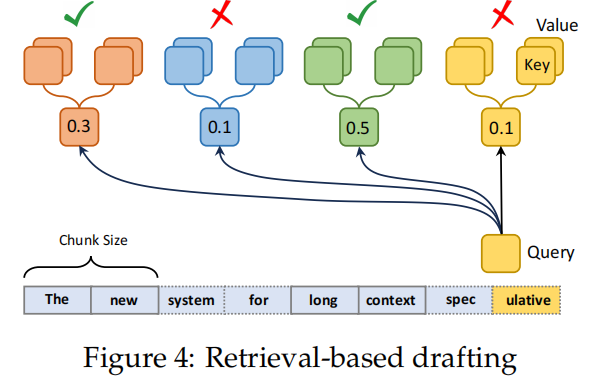 Value
Key
0.3 0.1 0.5 0.1
Chunk Size
Query
The new system for long context spec ulative
Figure 4: Retrieval-based drafting